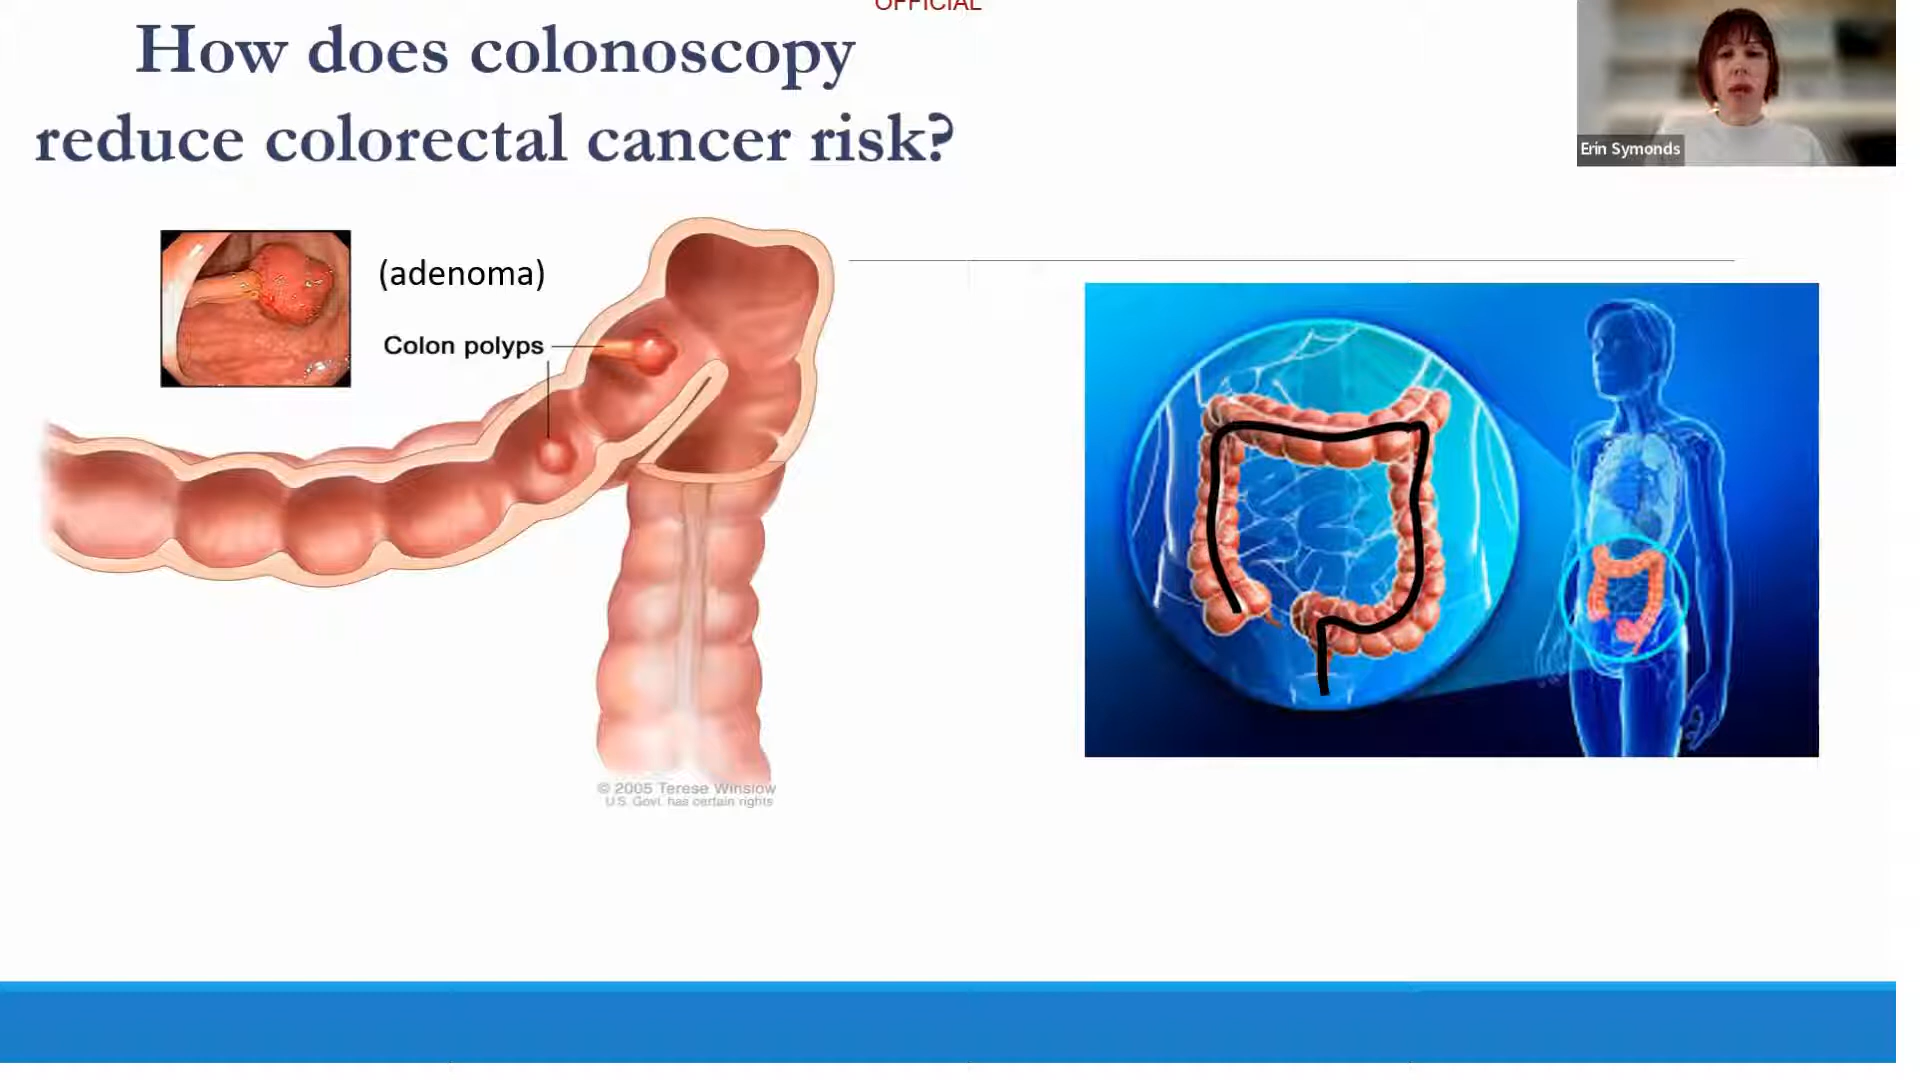 OFFICIAL
How does colonoscopy
reduce colorectal cancer risk?
Erin Symonds
(adenoma)
Colon polyps
© 2005 Terese Winslow
U.S. Govt. has certain rights